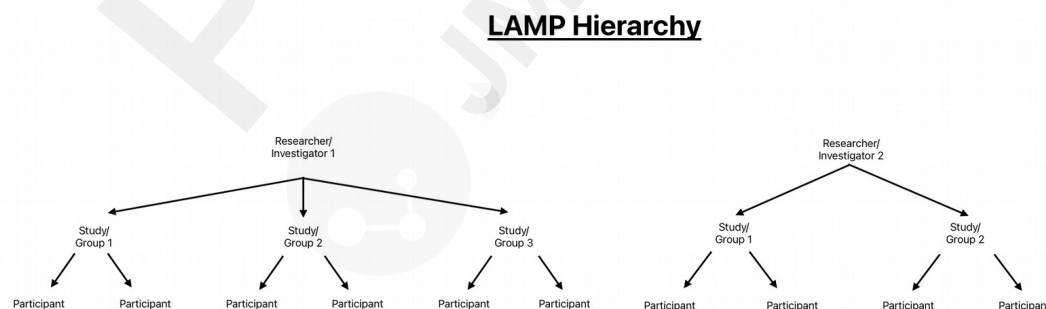 LAMP Hierarchy
Researcher/
Investigator 1
Researcher/
Investigator 2
Study/
Group 1
Study/
Group 2
Study/
Group 3
Study/
Group 1
Study/
Group 2
Participant
Participant
Participant
Participant
Participant
Participant
Participant
Participant
Participant
Participan